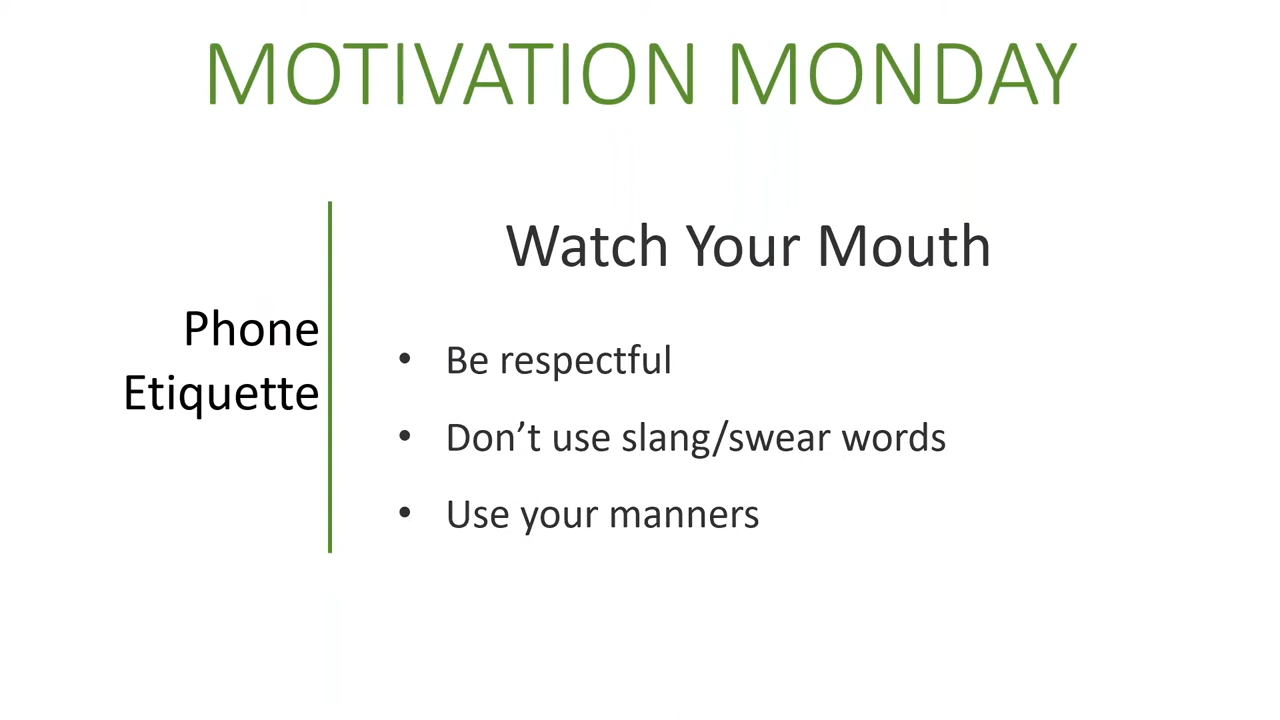 MOTIVATION MONDAY
Phone
Etiquette
Watch Your Mouth
• Be respectful
• Don’t use slang/swear words
• Use your manners